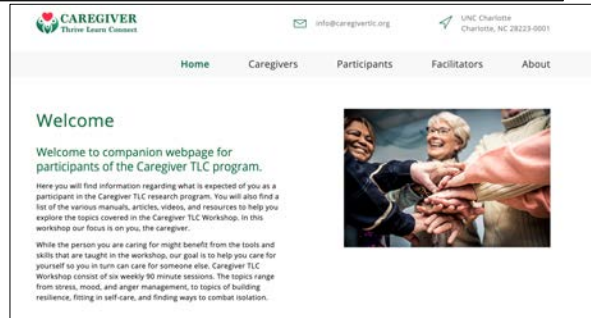 CAREGIVER
Thrive Learn Connect
info@caregivertlc.org
UNC Charlotte
Charlotte, NC 28223-0001
Home Caregivers Participants Facilitators About
Welcome
Welcome to companion webpage for
participants of the Caregiver TLC program.
Here you will find information regarding what is expected of you as a
participant in the Caregiver TLC research program. You will also find a
list of the various manuals, articles, videos, and resources to help you
explore the topics covered in the Caregiver TLC Workshop. In this
workshop our focus is on you, the caregiver.
While the person you are caring for might benefit from the tools and
skills that are taught in the workshop, our goal is to help you care for
yourself so you in turn can care for someone else. Caregiver TLC
Workshop consist of six weekly 90 minute sessions. The topics range
from stress, mood, and anger management, to topics of building
resilience, fitting in self-care, and finding ways to combat isolation.